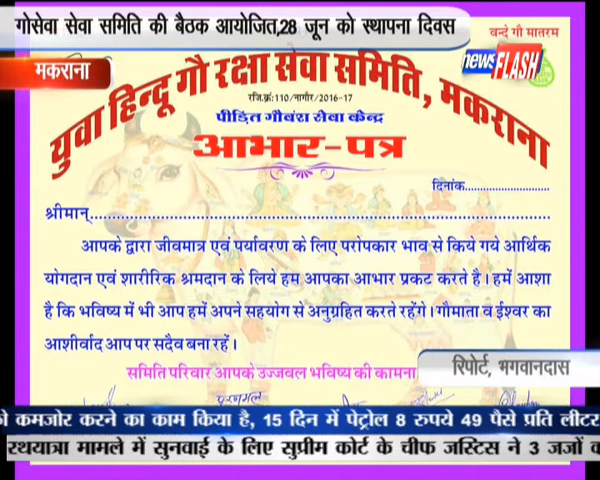 गोसेवा सेवा समिति की बैठक आयोजित,28 जून को स्थापना दिवस
वन्दे गौ मातरम
मकराना
news FLASH
युवा हिन्दू गौ रक्षा सेवा समिति, मकराना
रजि.क्रं:110/नागौर/2016-17
पीड़ित गौवंश सेवा केन्द्र
आभार-पत्र
दिनांक..............................
श्रीमान्..............................
आपके द्वारा जीवमात्र एवं पर्यावरण के लिए परोपकार भाव से किये गये आर्थिक
योगदान एवं शारीरिक श्रमदान के लिये हम आपका आभार प्रकट करते है। हमें आशा
है कि भविष्य में भी आप हमें अपने सहयोग से अनुग्रहित करते रहेंगे। गौमाता व ईश्वर का
आशीर्वाद आप पर सदैव बना रहें।
समिति परिवार आपके उज्जवल भविष्य की कामना
रिपोर्ट, भगवानदास
को कमजोर करने का काम किया है, 15 दिन में पेट्रोल 8 रुपये 49 पैसे प्रति लीटर
रथयात्रा मामले में सुनवाई के लिए सुप्रीम कोर्ट के चीफ जस्टिस ने 3 जजों